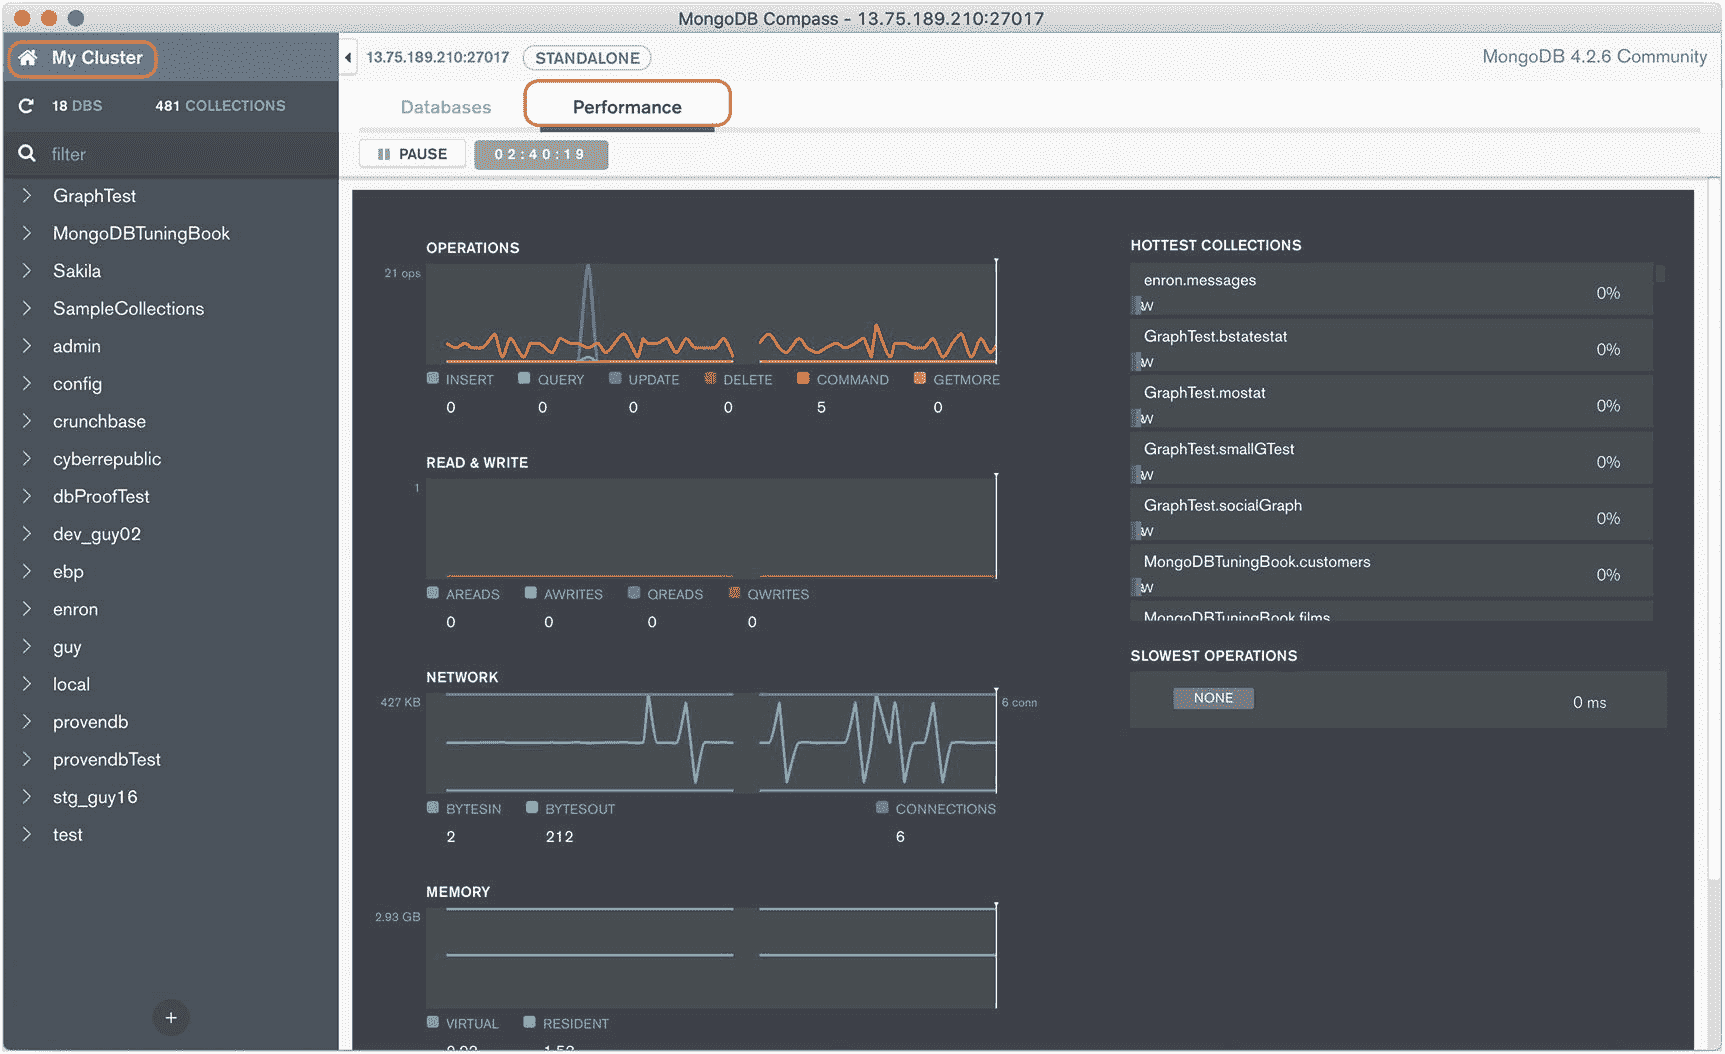 MongoDB Compass - 13.75.189.210:27017
My Cluster
13.75.189.210:27017 STANDALONE
MongoDB 4.2.6 Community
18 DBS 481 COLLECTIONS
Databases Performance
filter
PAUSE 02:40:19
GraphTest
MongoDBTuningBook
Sakila
SampleCollections
admin
config
crunchbase
cyberrepublic
dbProofTest
dev_guy02
ebp
enron
guy
local
provendb
provendbTest
stg_guy16
test
+
OPERATIONS
21 ops
INSERT QUERY UPDATE DELETE COMMAND GETMORE
0 0 0 0 5 0
READ & WRITE
1
AREADS AWRITES QREADS QWRITES
0 0 0 0
NETWORK
427 KB
6 conn
BYTESIN BYTESOUT CONNECTIONS
2 212 6
MEMORY
2.93 GB
VIRTUAL RESIDENT
HOTTEST COLLECTIONS
enron.messages
0%
W
GraphTest.bstatestat
0%
W
GraphTest.mostat
0%
W
GraphTest.smallGTest
0%
W
GraphTest.socialGraph
0%
W
MongoDBTuningBook.customers
0%
W
MongoDBTuningBook.films
SLOWEST OPERATIONS
NONE 0 ms